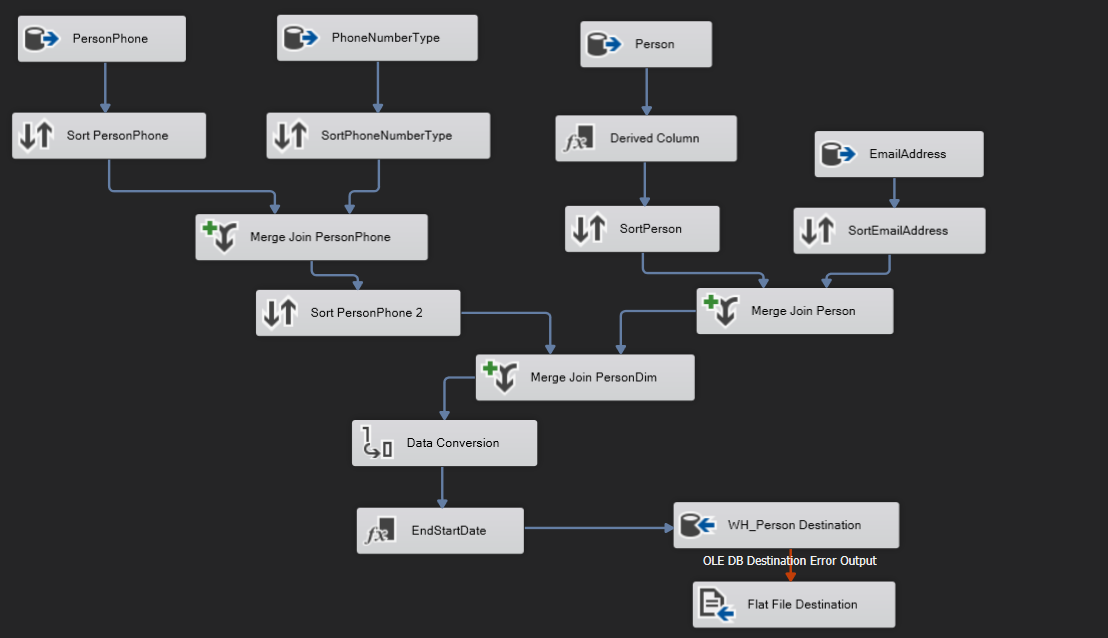 PersonPhone
PhoneNumberType
Person
Sort PersonPhone
SortPhoneNumberType
Derived Column
EmailAddress
Merge Join PersonPhone
SortPerson
SortEmailAddress
Sort PersonPhone 2
Merge Join Person
Merge Join PersonDim
Data Conversion
EndStartDate
WH_Person Destination
OLE DB Destination Error Output
Flat File Destination